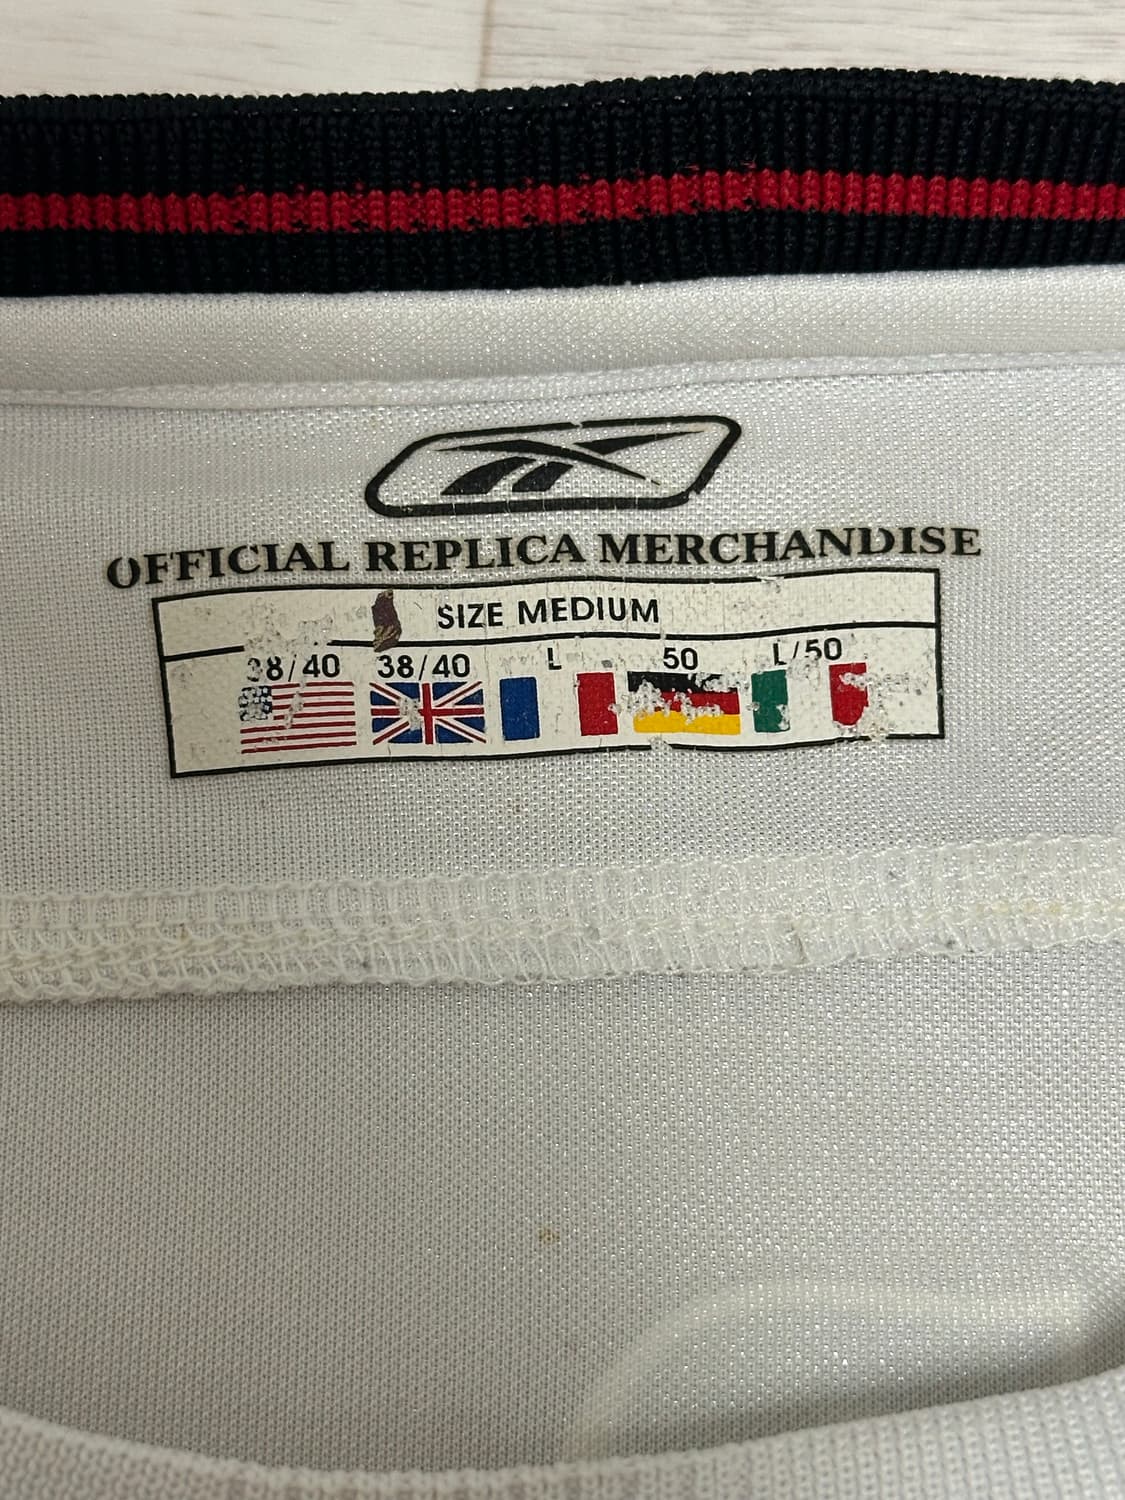 OFFICIAL REPLICA MERCHANDISE
SIZE MEDIUM
38/40 38/40 L 50 L/50